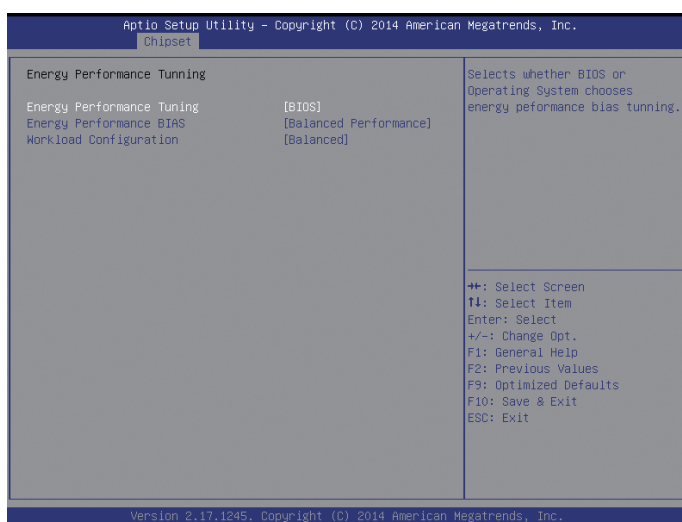 Aptio Setup Utility – Copyright (C) 2014 American Megatrends, Inc.
Chipset
Energy Performance Tunning
Energy Performance Tuning [BIOS]
Energy Performance BIAS [Balanced Performance]
Workload Configuration [Balanced]
Selects whether BIOS or
Operating System chooses
energy peformance bias tunning.
→←: Select Screen
↑↓: Select Item
Enter: Select
+/-: Change Opt.
F1: General Help
F2: Previous Values
F9: Optimized Defaults
F10: Save & Exit
ESC: Exit
Version 2.17.1245. Copyright (C) 2014 American Megatrends, Inc.